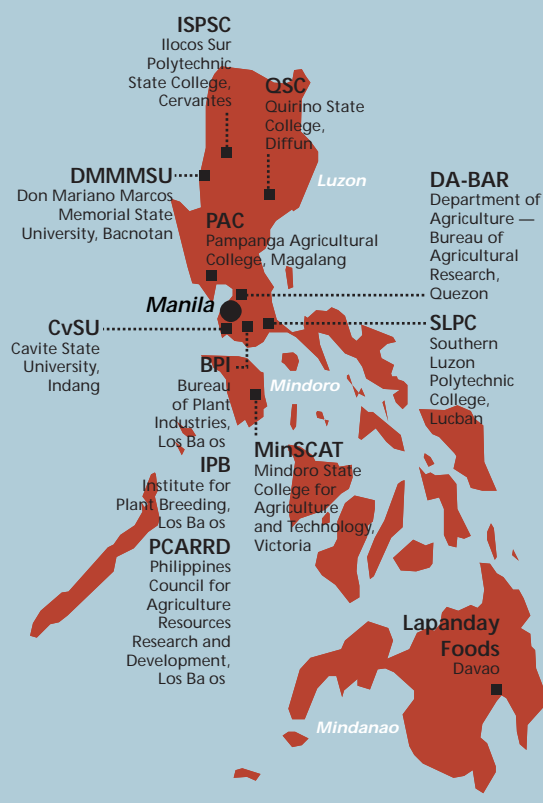 ISPSC
Ilocos Sur
Polytechnic
State College,
Cervantes
QSC
Quirino State
College,
Diffun
DMMMSU
Don Mariano Marcos
Memorial State
University, Bacnotan
Luzon
DA-BAR
Department of
Agriculture —
Bureau of
Agricultural
Research,
Quezon
PAC
Pampanga Agricultural
College, Magalang
Manila
CvSU
Cavite State
University,
Indang
SLPC
Southern
Luzon
Polytechnic
College,
Lucban
BPI
Bureau
of Plant
Industries,
Los Ba os
Mindoro
IPB
Institute for
Plant Breeding,
Los Ba os
MinSCAT
Mindoro State
College for
Agriculture
and Technology,
Victoria
PCARRD
Philippines
Council for
Agriculture
Resources
Research and
Development,
Los Ba os
Lapanday
Foods
Davao
Mindanao